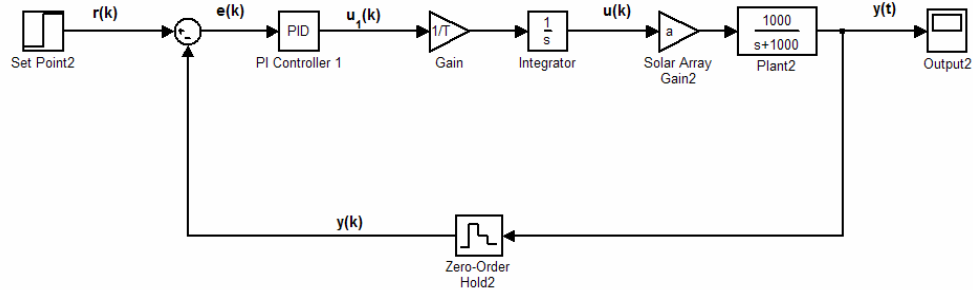 r(k)
e(k)
u1(k)
u(k)
y(t)
+
-
PID
1/T
1
s
a
1000
s+1000
Set Point2
PI Controller 1
Gain
Integrator
Solar Array
Gain2
Plant2
Output2
y(k)
Zero-Order
Hold2